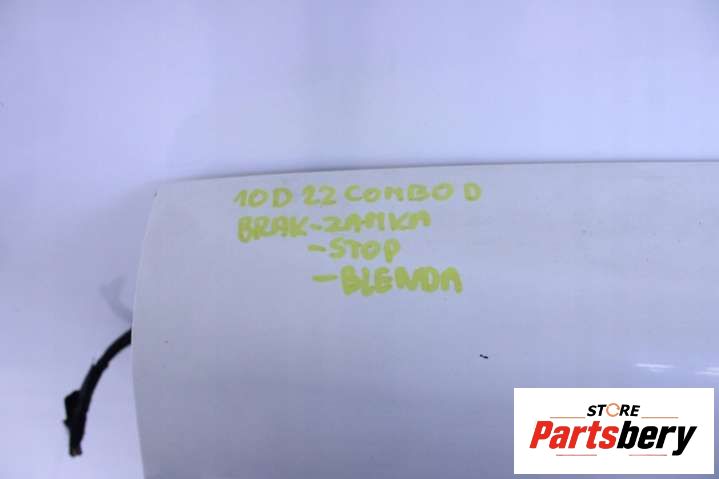 10D 22 COMBO D
BRAK-ZAMKA
-STOP
-BLENDA
STORE
Partsbery